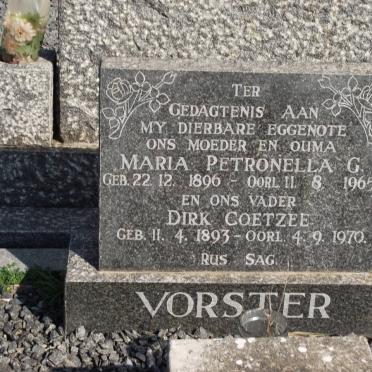 TER
GEDAGTENIS AAN
MY DIERBARE EGGENOTE
ONS MOEDER EN OUMA
MARIA PETRONELLA G.
GEB. 22. 12. 1896 - OORL. 11. 8. 1965
EN ONS VADER
DIRK COETZEE
GEB. 11. 4. 1893 - OORL. 4. 9. 1970.
RUS SAG.
VORSTER